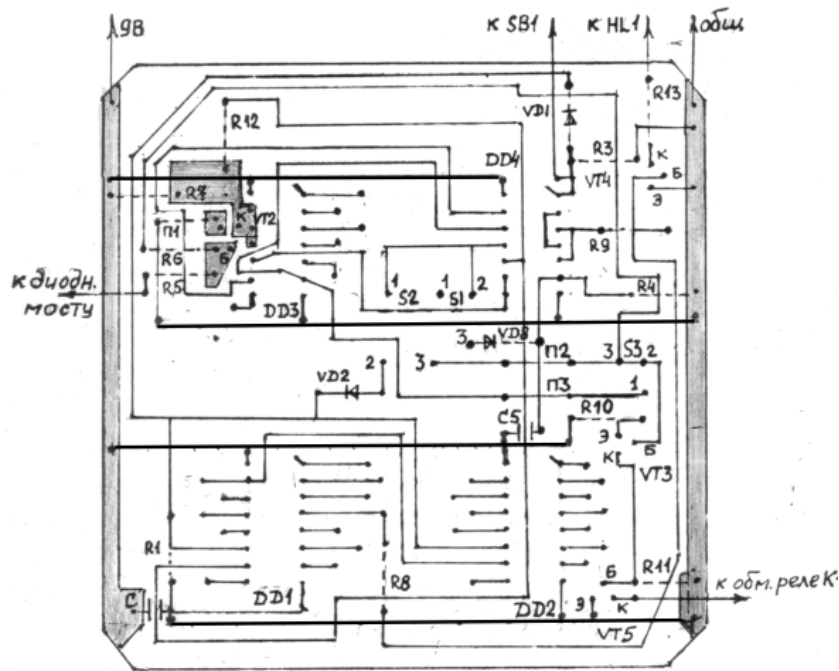 9В
к SB1
к HL1
общ
R13
VD1
R12
R3
К
DD4
VT4
Б
Э
R7
К
VT2
П1
R9
R6
Б
к диодн.
мосту
R5
1
1
2
R4
S2
S1
DD3
3
VD8
2
3
П2
3
S3
2
VD2
П3
1
R10
C5
Э
Б
К
VT3
R1
R8
Б
R11
к обм. реле К
С
DD1
DD2
Э
К
VT5